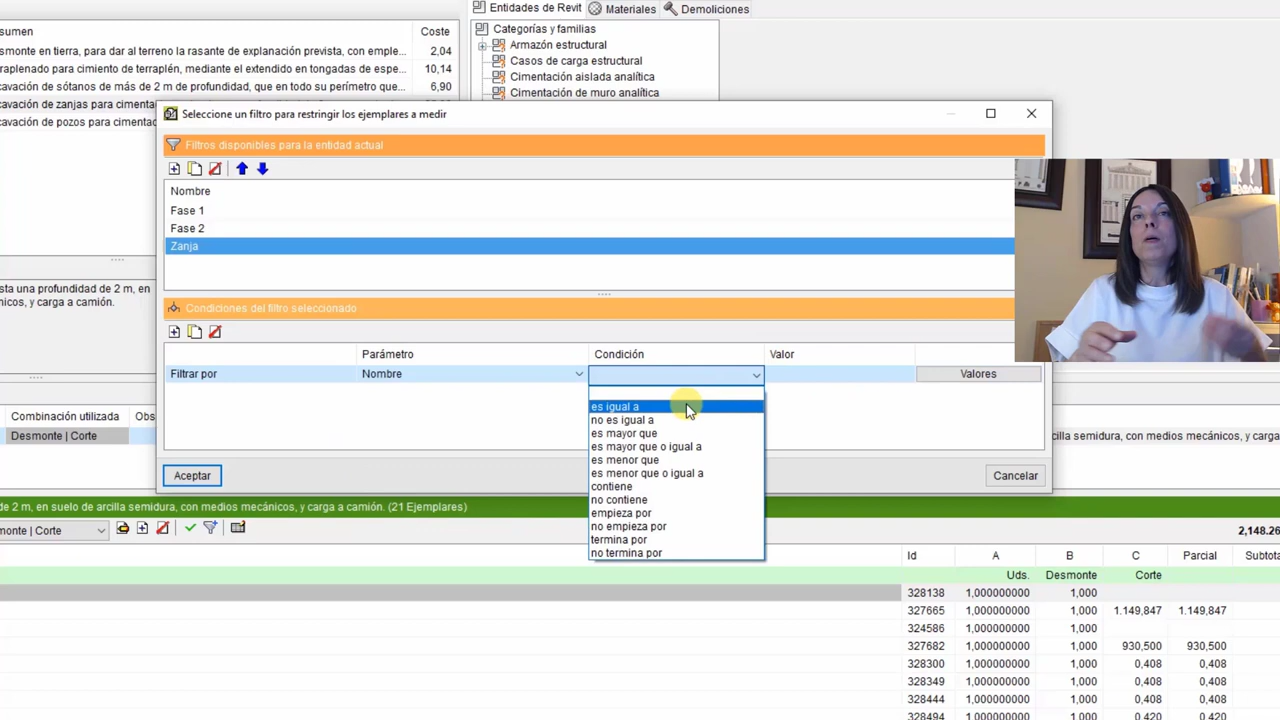 Entidades de Revit Materiales Demoliciones
sumen Coste
smonte en tierra, para dar al terreno la rasante de explanación prevista, con emple... 2,04
raplenado para cimiento de terraplén, mediante el extendido en tongadas de espe... 10,14
cavación de sótanos de más de 2 m de profundidad, que en todo su perímetro que... 6,90
cavación de zanjas para cimenta
cavación de pozos para cimentac
Categorías y familias
Armazón estructural
Casos de carga estructural
Cimentación aislada analítica
Cimentación de muro analítica
Seleccione un filtro para restringir los ejemplares a medir
Filtros disponibles para la entidad actual
Nombre
Fase 1
Fase 2
Zanja
sta una profundidad de 2 m, en
nicos, y carga a camión.
Condiciones del filtro seleccionado
Parámetro Condición Valor
Filtrar por Nombre Valores
es igual a
no es igual a
es mayor que
es mayor que o igual a
es menor que
es menor que o igual a
contiene
no contiene
empieza por
no empieza por
termina por
no termina por
Combinación utilizada Obs
Desmonte | Corte
cilla semidura, con medios mecánicos, y carga
Aceptar Cancelar
de 2 m, en suelo de arcilla semidura, con medios mecánicos, y carga a camión. (21 Ejemplares)
monte | Corte
2,148.26
Id A B C Parcial Subtota
Uds. Desmonte Corte
328138 1,000000000 1,000
327665 1,000000000 1,000 1.149,847 1.149,847
324586 1,000000000 1,000
327682 1,000000000 1,000 930,500 930,500
328300 1,000000000 1,000 0,408 0,408
328349 1,000000000 1,000 0,408 0,408
328444 1,000000000 1,000 0,408 0,408
328494 1,000000000 1,000 0,420 0,420